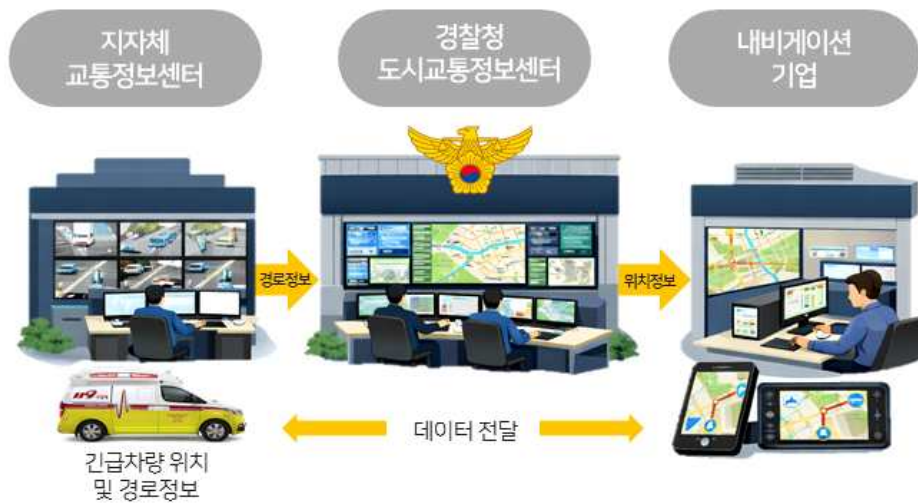 지자체
교통정보센터
경찰청
도시교통정보센터
내비게이션
기업
경로정보
위치정보
119
데이터 전달
긴급차량 위치
및 경로정보